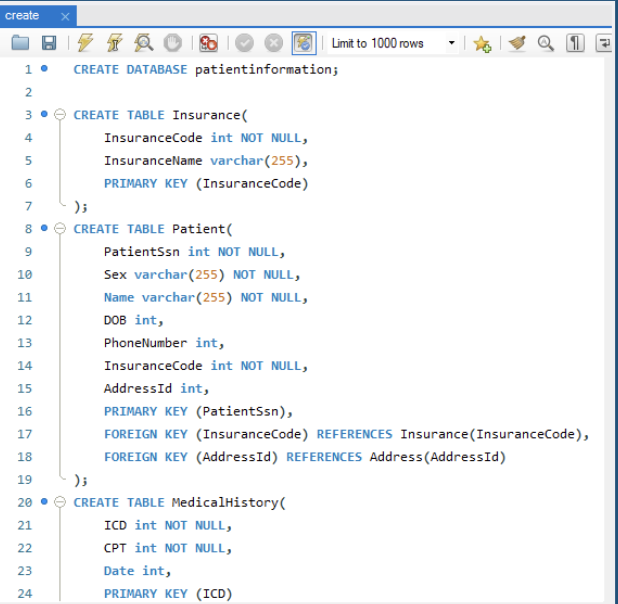 create
Limit to 1000 rows
1 CREATE DATABASE patientinformation;
2
3 CREATE TABLE Insurance(
4 InsuranceCode int NOT NULL,
5 InsuranceName varchar(255),
6 PRIMARY KEY (InsuranceCode)
7 );
8 CREATE TABLE Patient(
9 PatientSsn int NOT NULL,
10 Sex varchar(255) NOT NULL,
11 Name varchar(255) NOT NULL,
12 DOB int,
13 PhoneNumber int,
14 InsuranceCode int NOT NULL,
15 AddressId int,
16 PRIMARY KEY (PatientSsn),
17 FOREIGN KEY (InsuranceCode) REFERENCES Insurance(InsuranceCode),
18 FOREIGN KEY (AddressId) REFERENCES Address(AddressId)
19 );
20 CREATE TABLE MedicalHistory(
21 ICD int NOT NULL,
22 CPT int NOT NULL,
23 Date int,
24 PRIMARY KEY (ICD)